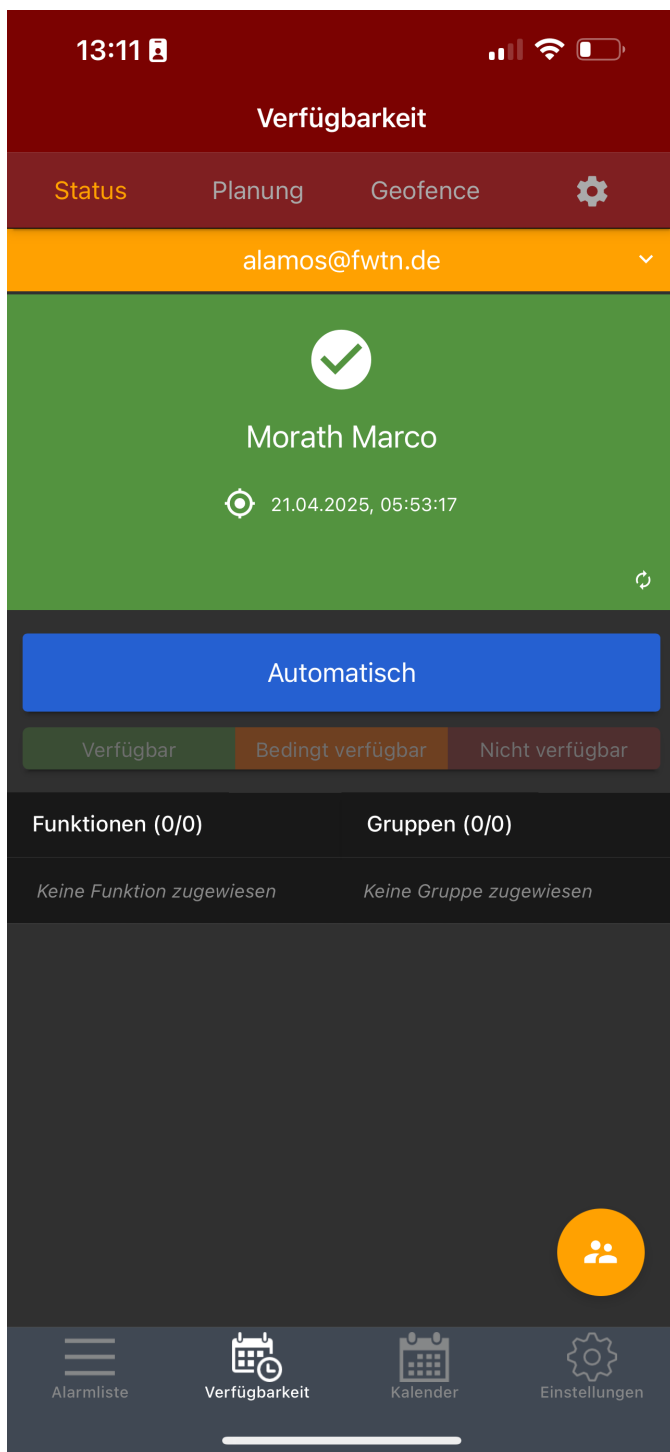 13:11
Verfügbarkeit
Status Planung Geofence
alamos@fwtn.de
Morath Marco
21.04.2025, 05:53:17
Automatisch
Verfügbar Bedingt verfügbar Nicht verfügbar
Funktionen (0/0) Gruppen (0/0)
Keine Funktion zugewiesen Keine Gruppe zugewiesen
Alarmliste Verfügbarkeit Kalender Einstellungen